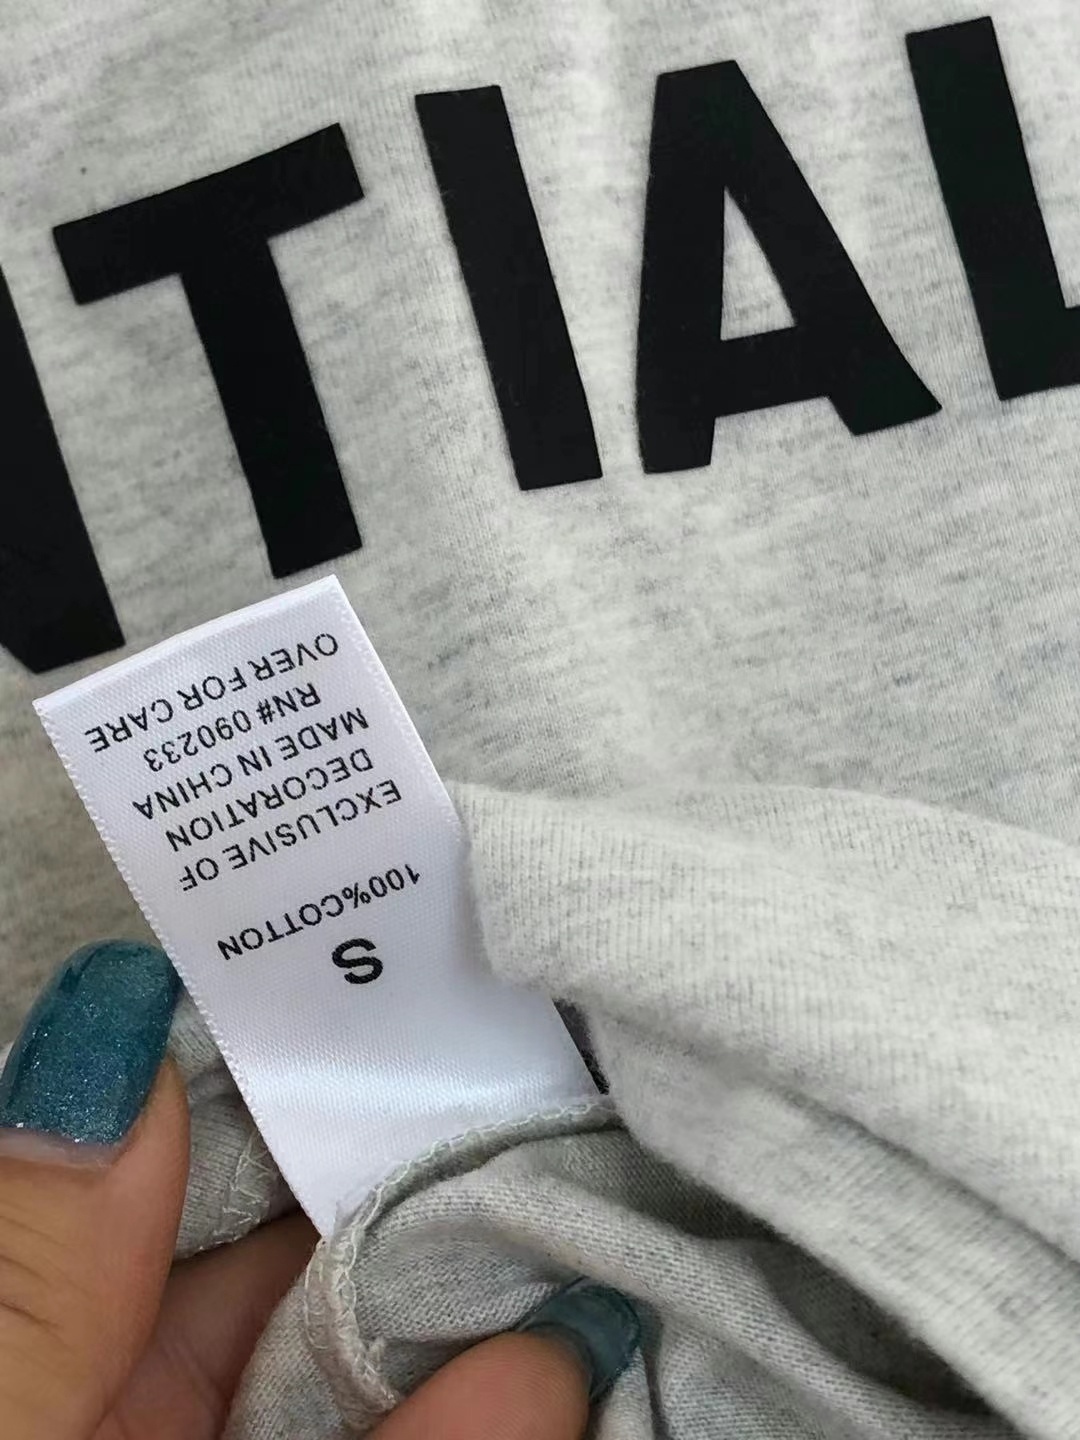 NTIAL
S
100%COTTON
EXCLUSIVE OF
DECORATION
MADE IN CHINA
RN# 090233
OVER FOR CARE